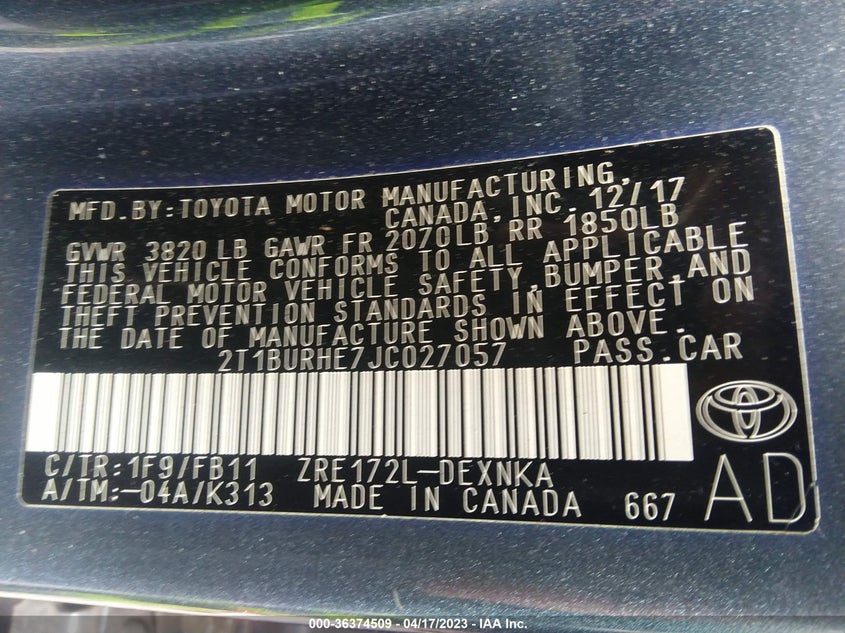 MFD.BY:TOYOTA MOTOR MANUFACTURING,
CANADA,INC. 12/17
GVWR 3820 LB GAWR FR 2070LB RR 1850LB
THIS VEHICLE CONFORMS TO ALL APPLICABLE
FEDERAL MOTOR VEHICLE SAFETY,BUMPER,AND
THEFT PREVENTION STANDARDS IN EFFECT ON
THE DATE OF MANUFACTURE SHOWN ABOVE.
2T1BURHE7JC027057 PASS.CAR
C/TR:1F9/FB11 ZRE172L-DEXNKA
A/TM:-04A/K313 MADE IN CANADA 667 AD
000-36374509 - 04/17/2023 - IAA Inc.